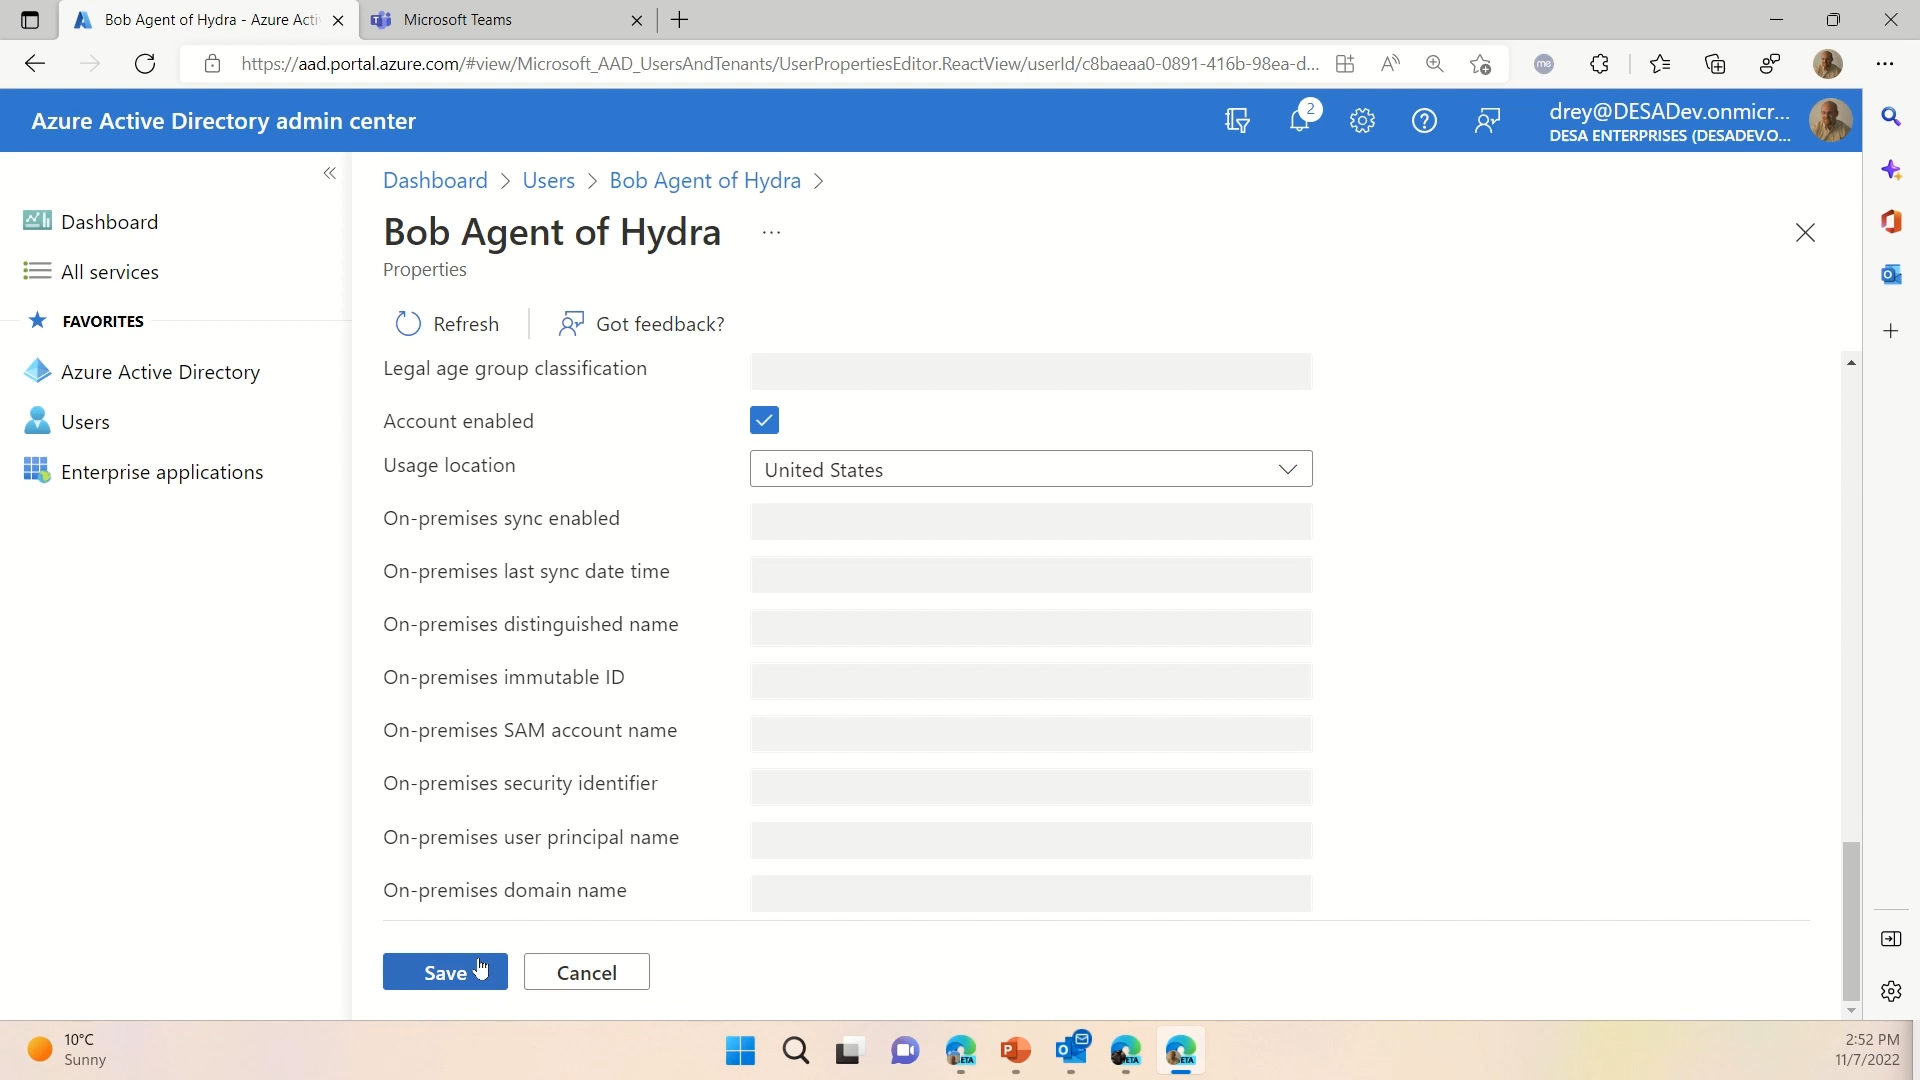 Bob Agent of Hydra - Azure Acti
Microsoft Teams
https://aad.portal.azure.com/#view/Microsoft_AAD_UsersAndTenants/UserPropertiesEditor.ReactView/userId/c8baeaa0-0891-416b-98ea-d...
me
Azure Active Directory admin center
2
drey@DESADev.onmicr...
DESA ENTERPRISES (DESADEV.O...
Dashboard > Users > Bob Agent of Hydra >
Bob Agent of Hydra ...
Properties
Dashboard
All services
FAVORITES
Azure Active Directory
Users
Enterprise applications
Refresh
Got feedback?
Legal age group classification
Account enabled
Usage location
United States
On-premises sync enabled
On-premises last sync date time
On-premises distinguished name
On-premises immutable ID
On-premises SAM account name
On-premises security identifier
On-premises user principal name
On-premises domain name
Save
Cancel
10°C
Sunny
BETA
BETA
BETA
2:52 PM
11/7/2022